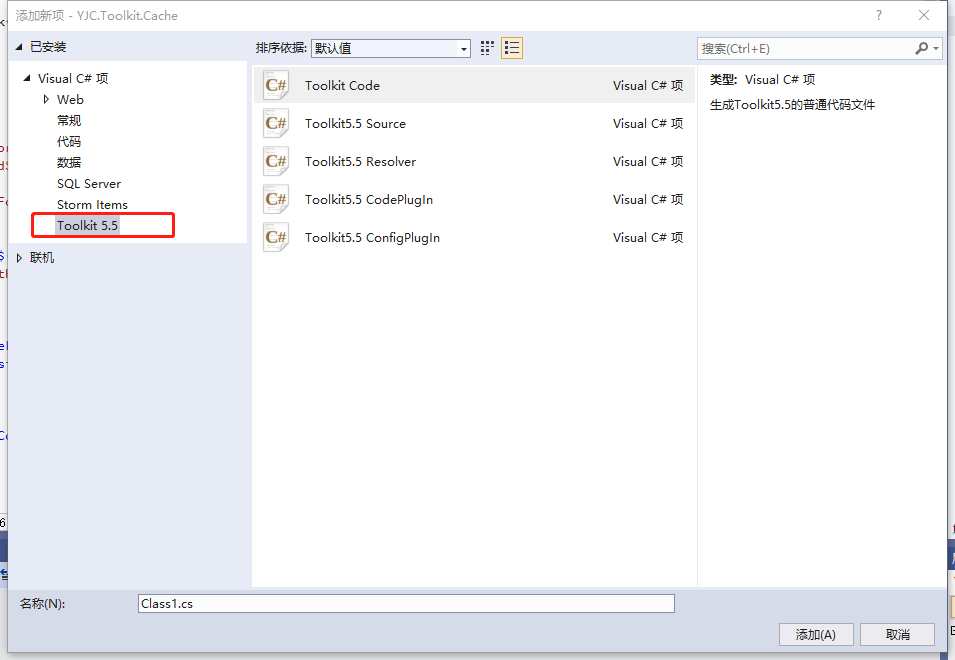 添加新项 - YJC.Toolkit.Cache
已安装
Visual C# 项
Web
常规
代码
数据
SQL Server
Storm Items
Toolkit 5.5
联机
排序依据: 默认值
Toolkit Code Visual C# 项
Toolkit5.5 Source Visual C# 项
Toolkit5.5 Resolver Visual C# 项
Toolkit5.5 CodePlugIn Visual C# 项
Toolkit5.5 ConfigPlugIn Visual C# 项
搜索(Ctrl+E)
类型: Visual C# 项
生成Toolkit5.5的普通代码文件
名称(N): Class1.cs
添加(A) 取消